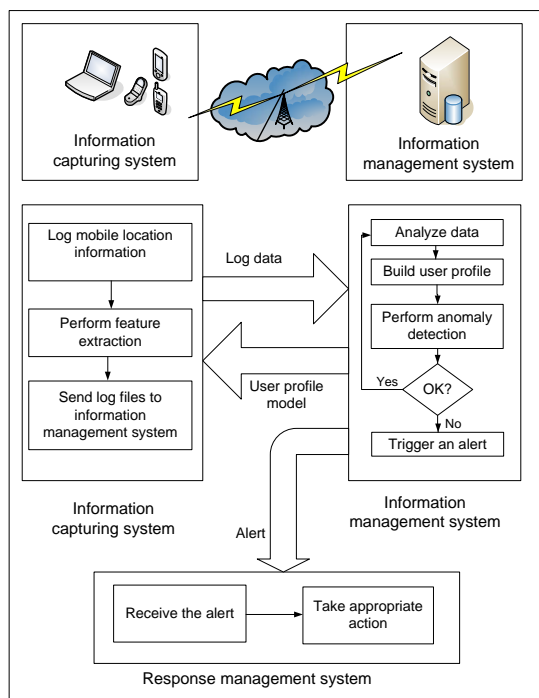 Information
capturing system
Information
management system
Log mobile location
information
Perform feature
extraction
Send log files to
information
management system
Log data
User profile
model
Analyze data
Build user profile
Perform anomaly
detection
Yes
OK?
No
Trigger an alert
Information
capturing system
Information
management system
Alert
Receive the alert
Take appropriate
action
Response management system